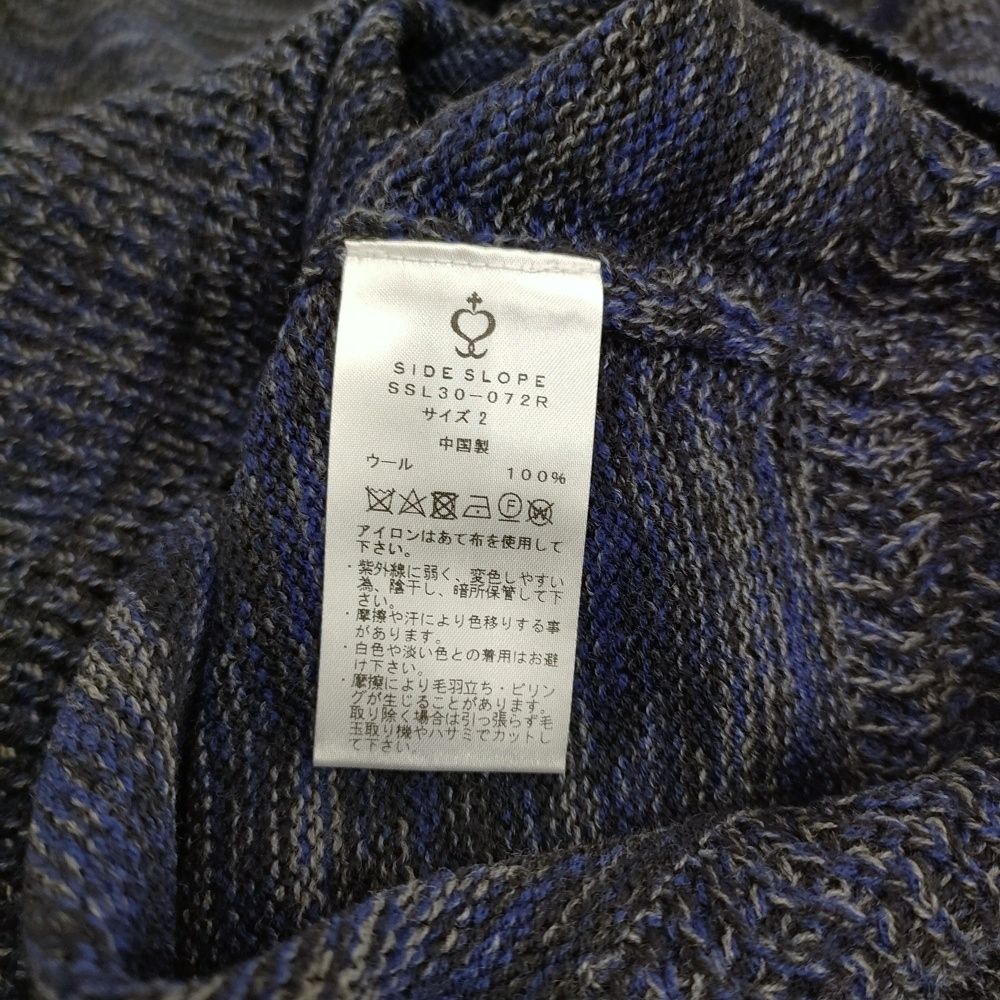 SIDE SLOPE
SSL30-072R
サイズ 2
中国製
ウール 100%
F W
アイロンはあて布を使用して
下さい。
・紫外線に弱く、変色しやすい
為、陰干し、暗所保管して下
さい。
・摩擦や汗により色移りする事
があります。
・白色や淡い色との着用はお避
け下さい。
・摩擦により毛羽立ち・ピリン
グが生じることがあります。
取り除く場合は引っ張らず毛
玉取り機やハサミでカットし
て下さい。